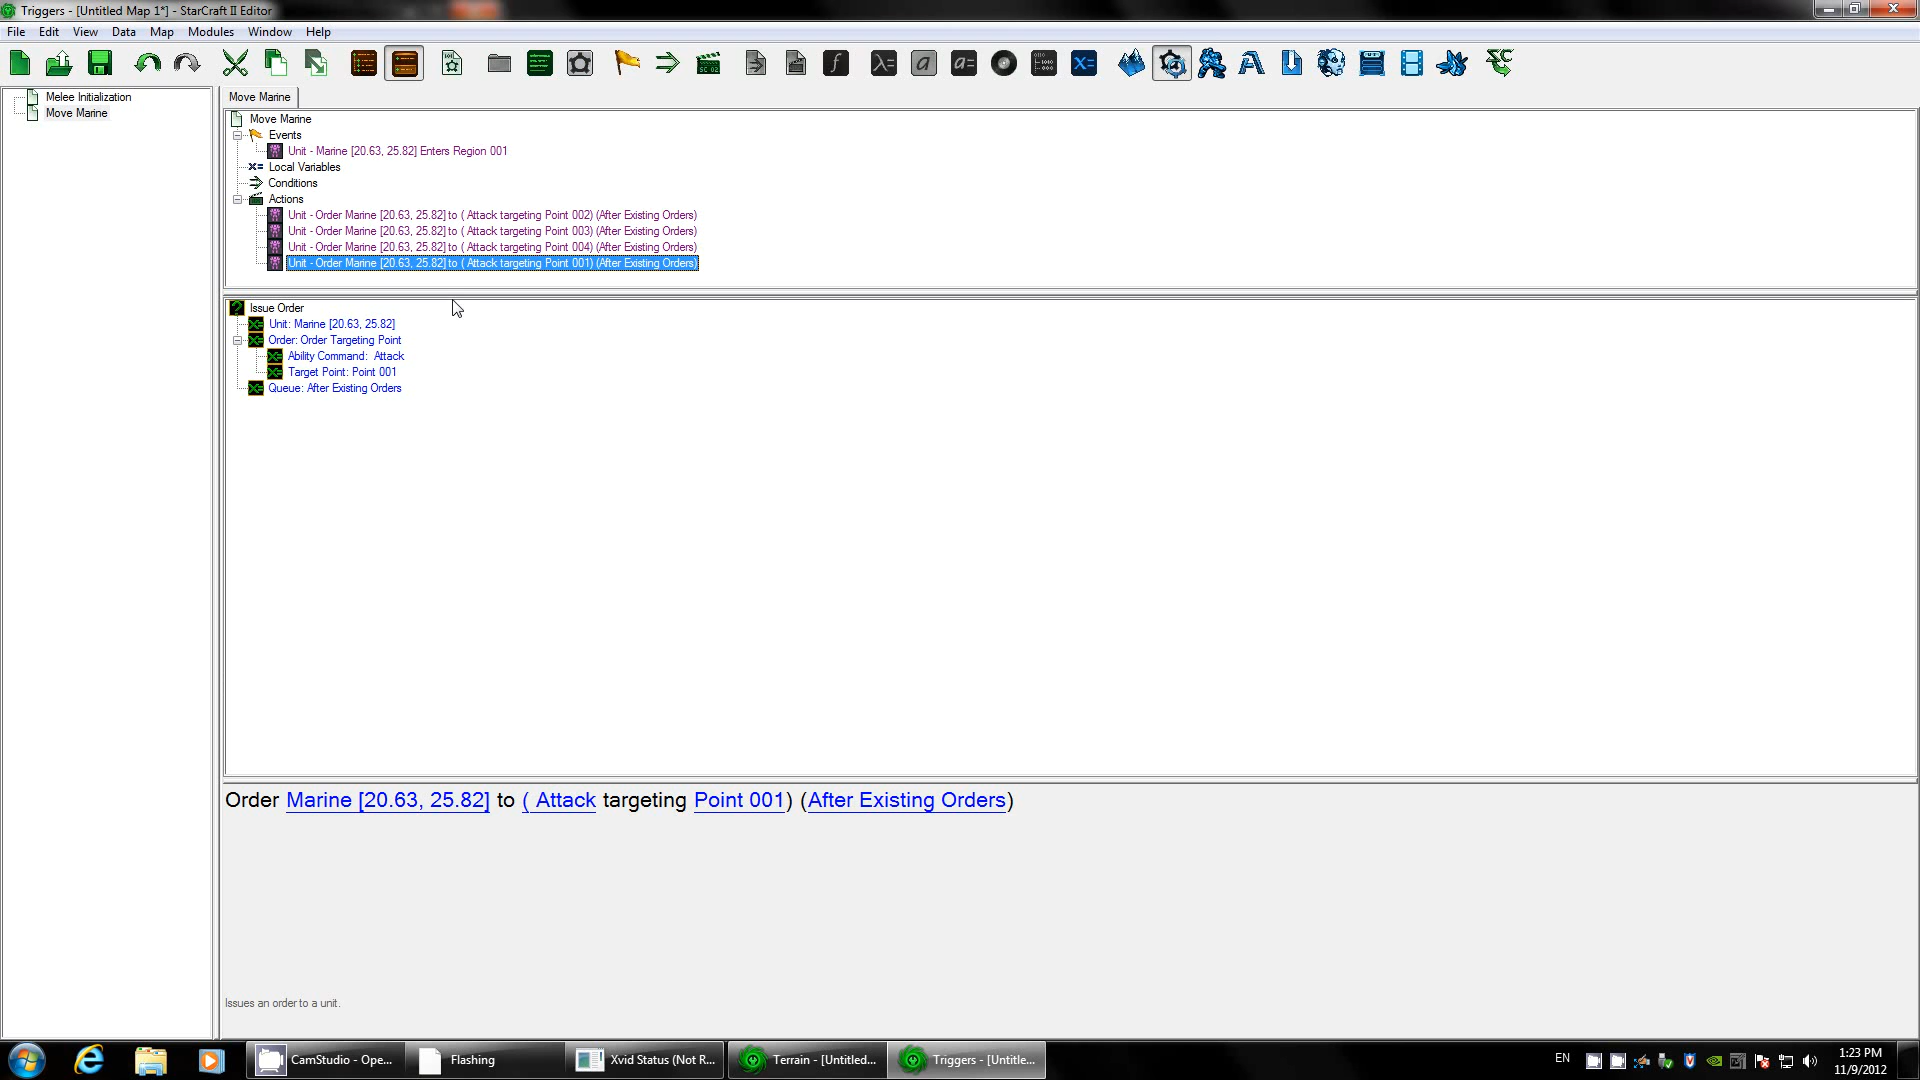 Triggers - [Untitled Map 1*] - StarCraft II Editor
File Edit View Data Map Modules Window Help
Melee Initialization
Move Marine
Move Marine
Move Marine
Events
Unit - Marine [20.63, 25.82] Enters Region 001
Local Variables
Conditions
Actions
Unit - Order Marine [20.63, 25.82] to ( Attack targeting Point 002) (After Existing Orders)
Unit - Order Marine [20.63, 25.82] to ( Attack targeting Point 003) (After Existing Orders)
Unit - Order Marine [20.63, 25.82] to ( Attack targeting Point 004) (After Existing Orders)
Unit - Order Marine [20.63, 25.82] to ( Attack targeting Point 001) (After Existing Orders)
Issue Order
Unit: Marine [20.63, 25.82]
Order: Order Targeting Point
Ability Command: Attack
Target Point: Point 001
Queue: After Existing Orders
Order Marine [20.63, 25.82] to ( Attack targeting Point 001) (After Existing Orders)
Issues an order to a unit.
CamStudio - Ope... Flashing Xvid Status (Not R... Terrain - [Untitled... Triggers - [Untitle... EN 1:23 PM
11/9/2012